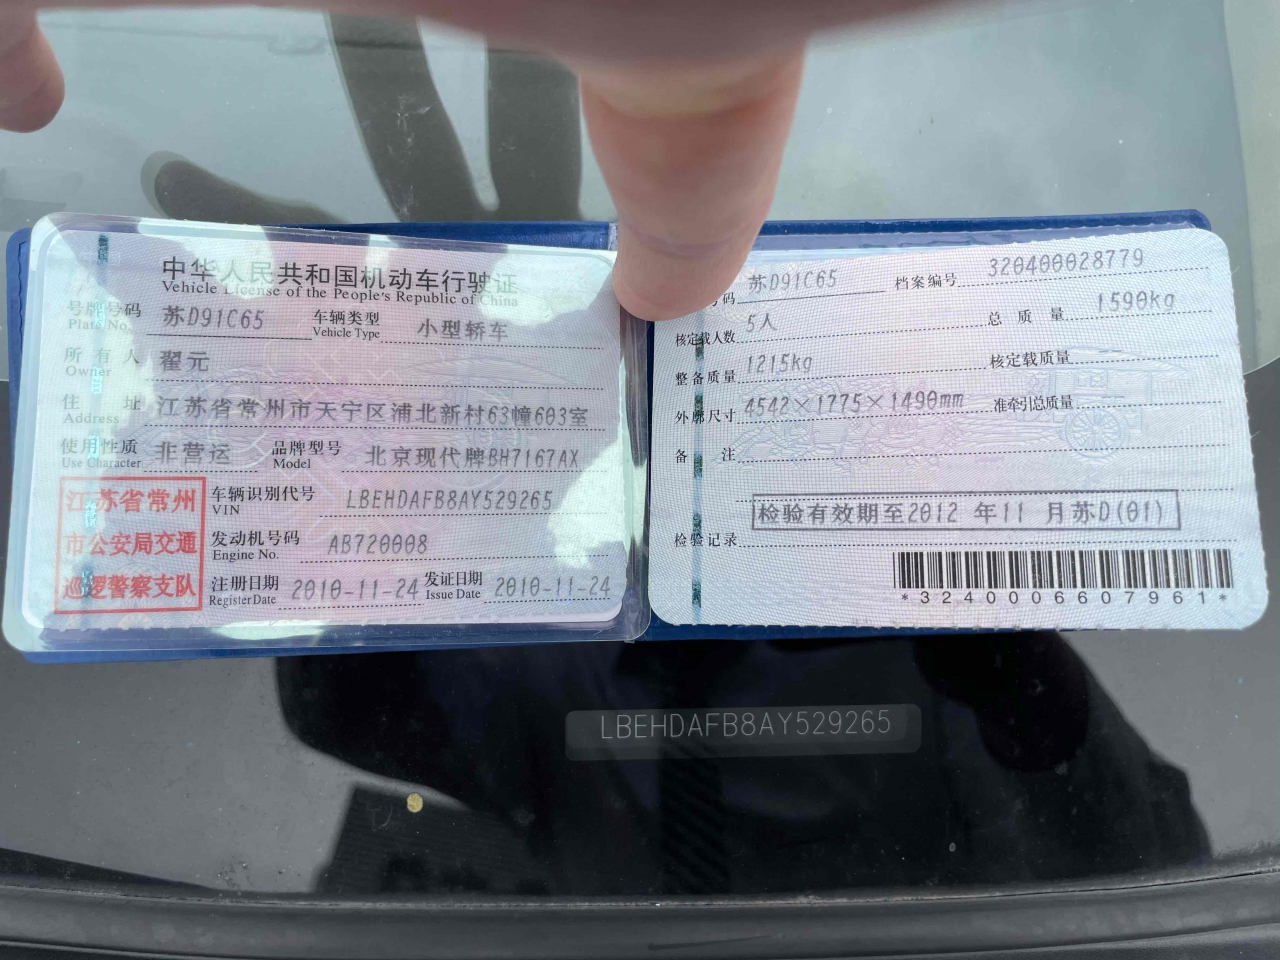 中华人民共和国机动车行驶证
Vehicle License of the People's Republic of China
号牌号码 苏D91C65 车辆类型 小型轿车
Plate No. Vehicle Type
所有人 翟元
Owner
住址 江苏省常州市天宁区浦北新村63幢603室
Address
使用性质 非营运 品牌型号 北京现代牌BH7167AX
Use Character Model
江苏省常州
市公安局交通
巡逻警察支队
车辆识别代号 LBEHDAFB8AY529265
VIN
发动机号码 AB720008
Engine No.
注册日期 2010-11-24 发证日期 2010-11-24
Register Date Issue Date
号码 苏D91C65 档案编号 320400028779
核定载人数 5人 总质量 1590kg
整备质量 1215kg 核定载质量
外廓尺寸 4542×1775×1490mm 准牵引总质量
备注
检验有效期至2012 年11 月苏D(01)
检验记录
*3240006607961*
LBEHDAFB8AY529265